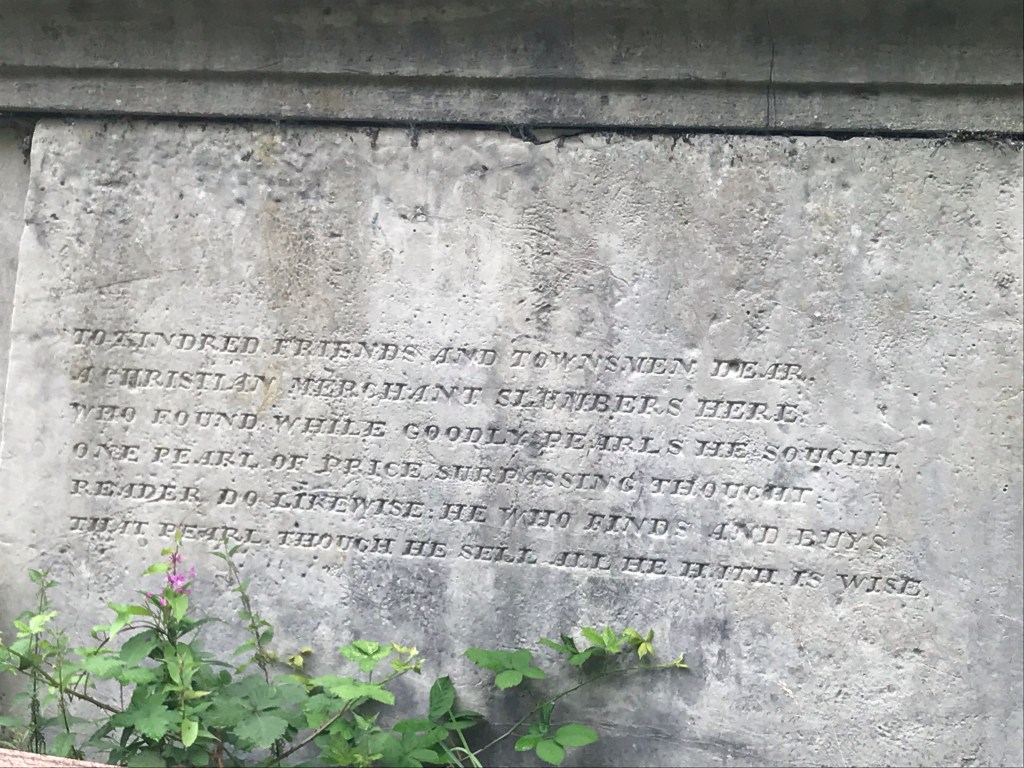 TO KINDRED FRIENDS AND TOWNSMEN DEAR,
A CHRISTIAN MERCHANT SLUMBERS HERE:
WHO FOUND WHILE GOODLY PEARLS HE SOUGHT,
ONE PEARL OF PRICE SURPASSING THOUGHT:
READER DO LIKEWISE: HE WHO FINDS AND BUYS
THAT PEARL, THOUGH HE SELL ALL HE HATH, IS WISE.